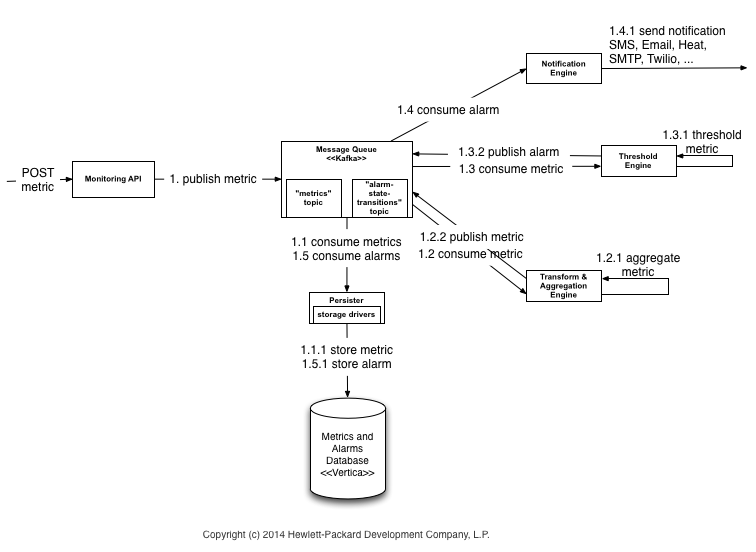 1.4.1 send notification
SMS, Email, Heat,
SMTP, Twilio, ...
Notification
Engine
1.4 consume alarm
Message Queue
<<Kafka>>
"metrics"
topic
"alarm-
state-
transitions"
topic
1.3.2 publish alarm
1.3 consume metric
1.3.1 threshold
metric
Threshold
Engine
POST
metric
Monitoring API
1. publish metric
1.2.2 publish metric
1.2 consume metric
1.2.1 aggregate
metric
Transform &
Aggregation
Engine
1.1 consume metrics
1.5 consume alarms
Persister
storage drivers
1.1.1 store metric
1.5.1 store alarm
Metrics and
Alarms
Database
<<Vertica>>
Copyright (c) 2014 Hewlett-Packard Development Company, L.P.